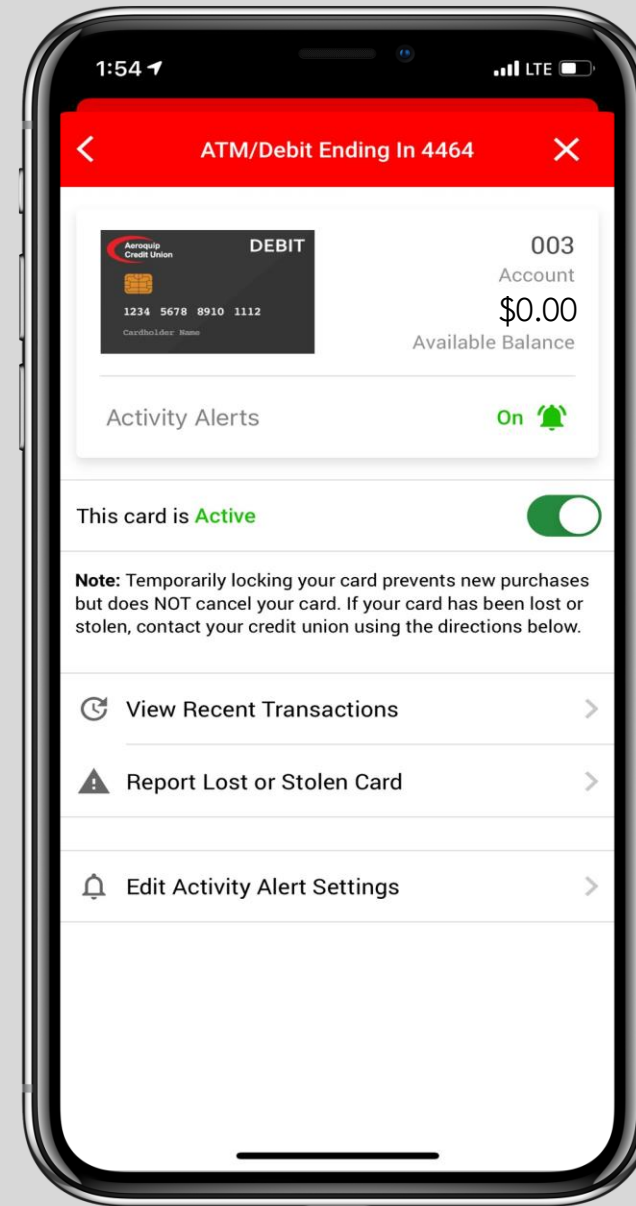 1:54
LTE
ATM/Debit Ending In 4464
Aeroquip
Credit Union
DEBIT
1234 5678 8910 1112
Cardholder Name
003
Account
$0.00
Available Balance
Activity Alerts
On
This card is Active
Note: Temporarily locking your card prevents new purchases
but does NOT cancel your card. If your card has been lost or
stolen, contact your credit union using the directions below.
View Recent Transactions
Report Lost or Stolen Card
Edit Activity Alert Settings